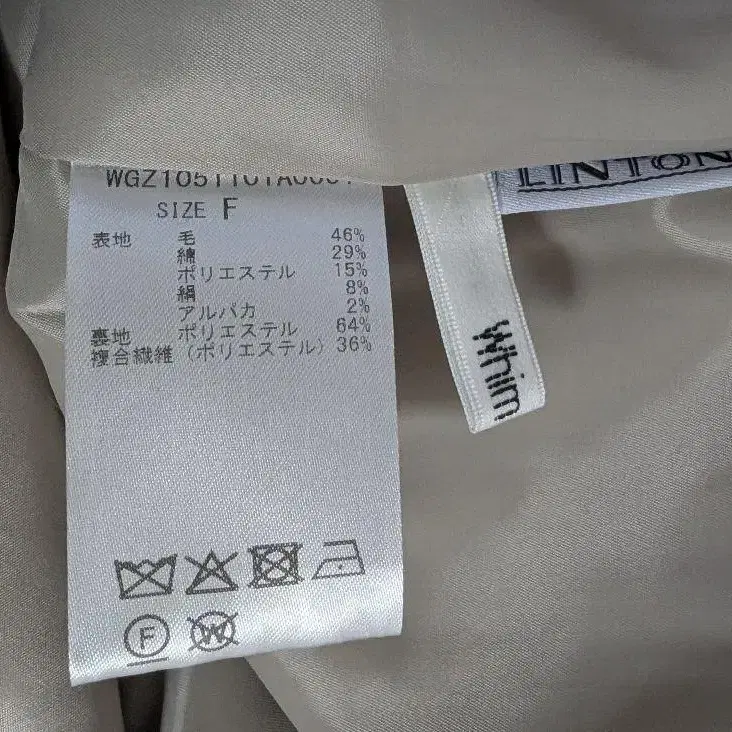 SIZE F
表地 毛 46%
綿 29%
ポリエステル 15%
絹 8%
アルパカ 2%
裏地 ポリエステル 64%
複合繊維 (ポリエステル) 36%
F
W
LINTON
Whim